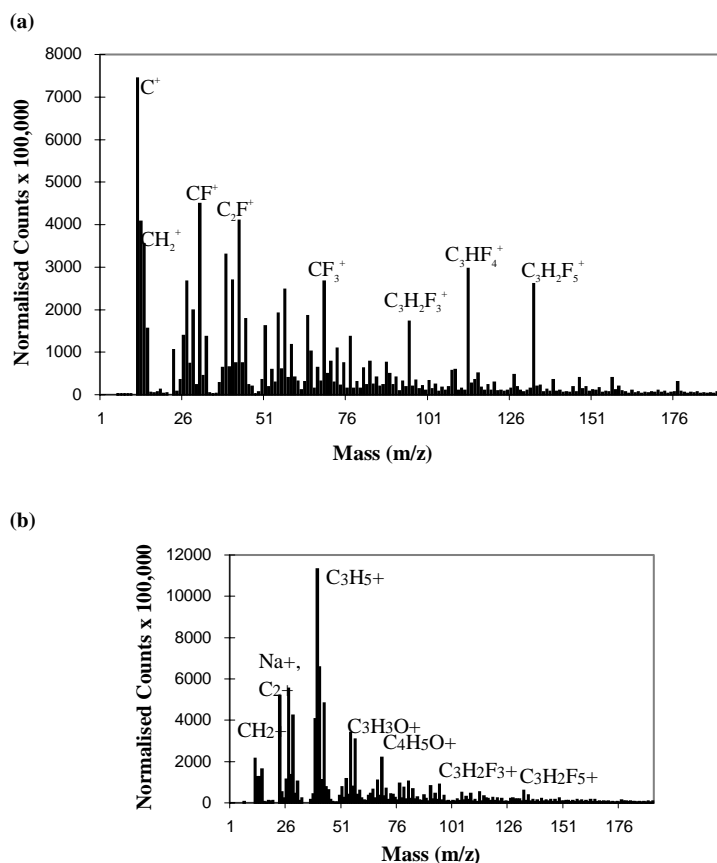 (a)
8000
7000
6000
5000
4000
3000
2000
1000
0
Normalised Counts x 100,000
C⁺
CH₂⁺
CF⁺
C₂F⁺
CF₃⁺
C₃H₂F₃⁺
C₃HF₄⁺
C₃H₂F₅⁺
1 26 51 76 101 126 151 176
Mass (m/z)
(b)
12000
10000
8000
6000
4000
2000
0
Normalised Counts x 100,000
C₃H₅+
Na+,
C₂+
CH₂+
C₃H₃O+
C₄H₅O+
C₃H₂F₃+
C₃H₂F₅+
1 26 51 76 101 126 151 176
Mass (m/z)